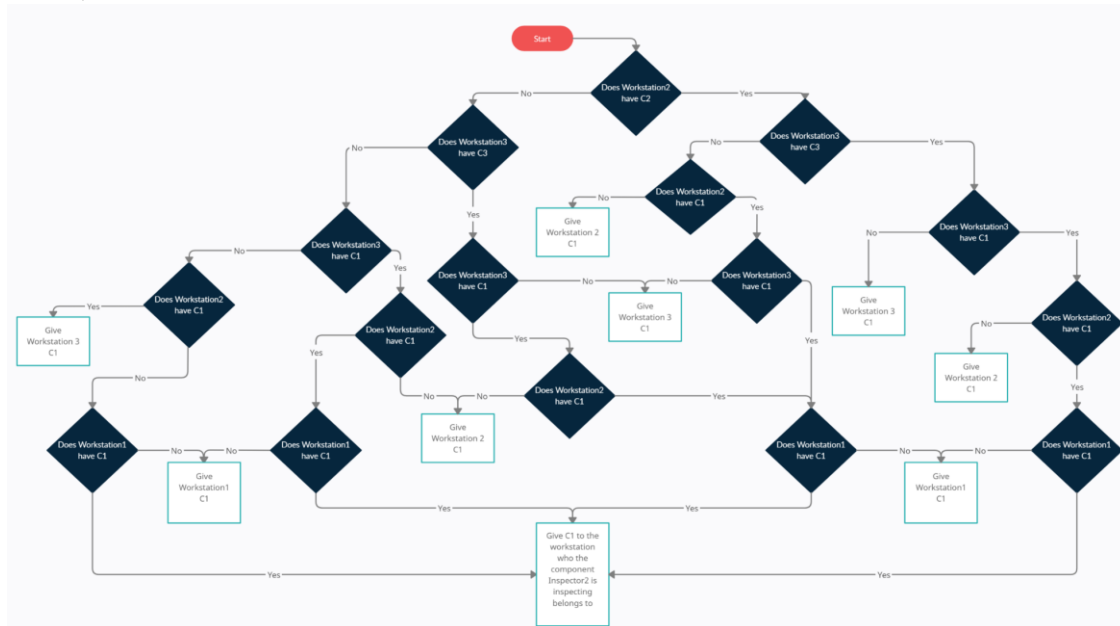 Start
Does Workstation2
have C2
No
Yes
Does Workstation3
have C3
Does Workstation3
have C3
No
No
Yes
Does Workstation2
have C1
No
Yes
Yes
Give
Workstation 2
C1
Does Workstation3
have C1
No
Yes
Does Workstation3
have C1
No
Yes
Does Workstation3
have C1
No
No
Does Workstation3
have C1
Give
Workstation 3
C1
Does Workstation2
have C1
Yes
Give
Workstation 3
C1
Give
Workstation 3
C1
Does Workstation2
have C1
No
Does Workstation2
have C1
Yes
Yes
Yes
Give
Workstation 2
C1
Yes
No
Does Workstation2
have C1
No
No
Yes
Give
Workstation 2
C1
Does Workstation1
have C1
No
No
Does Workstation1
have C1
Does Workstation1
have C1
No
No
Does Workstation1
have C1
Give
Workstation1
C1
Give
Workstation1
C1
Yes
Yes
Give C1 to the
workstation
who the
component
Inspector2 is
inspecting
belongs to
Yes
Yes